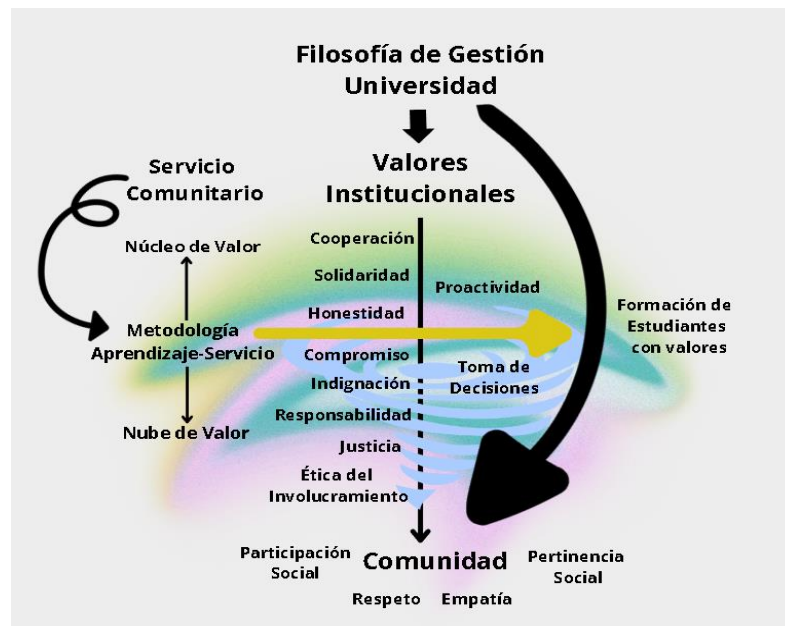 Filosofía de Gestión
Universidad
Servicio
Comunitario
Valores
Institucionales
Núcleo de Valor
Cooperación
Solidaridad
Proactividad
Honestidad
Formación de
Estudiantes
con valores
Metodología
Aprendizaje-Servicio
Compromiso
Indignación
Toma de
Decisiones
Responsabilidad
Nube de Valor
Justicia
Ética del
Involucramiento
Participación
Social
Comunidad
Pertinencia
Social
Respeto
Empatía